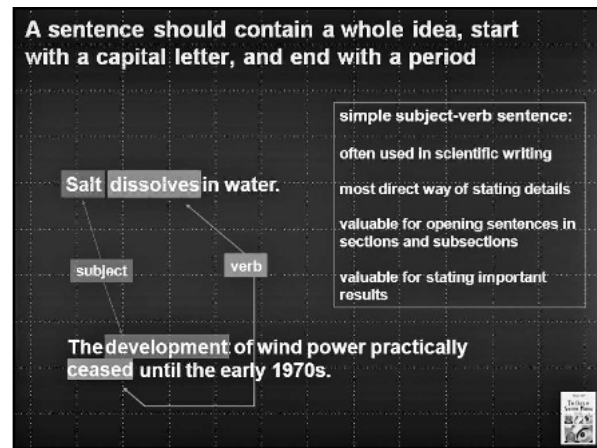 A sentence should contain a whole idea, start
with a capital letter, and end with a period
simple subject-verb sentence:
often used in scientific writing
most direct way of stating details
valuable for opening sentences in
sections and subsections
valuable for stating important
results
Salt dissolves in water.
subject
verb
The development of wind power practically
ceased until the early 1970s.